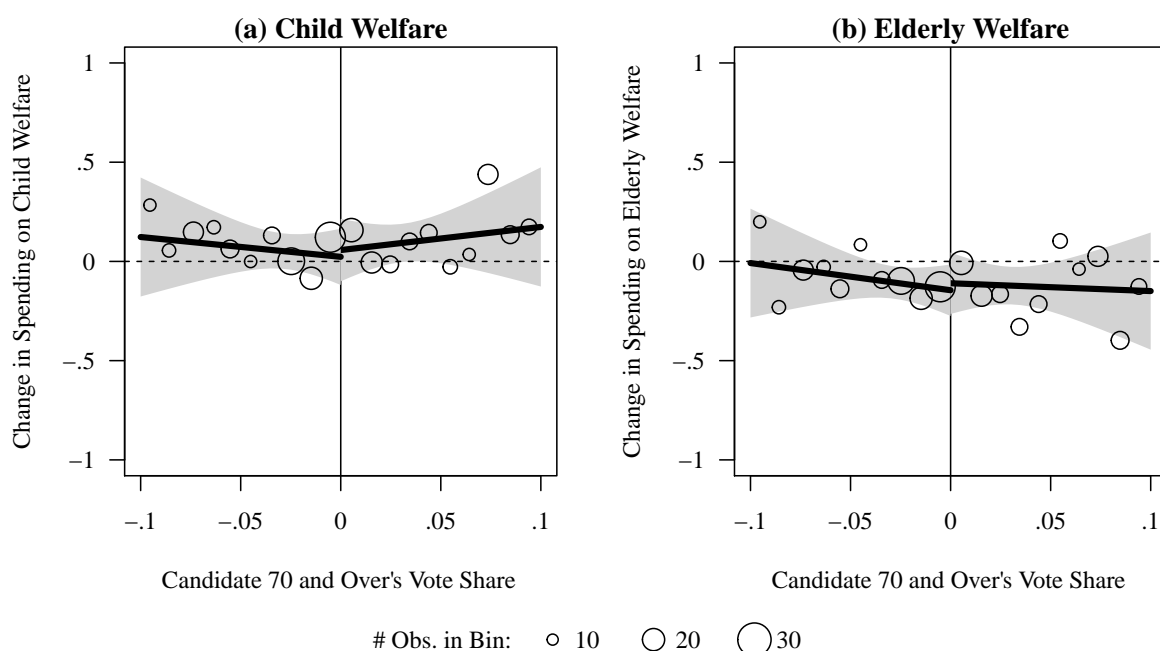 (a) Child Welfare
Change in Spending on Child Welfare
1
.5
0
−.5
−1
−.1
−.05
0
.05
.1
Candidate 70 and Over's Vote Share
(b) Elderly Welfare
Change in Spending on Elderly Welfare
1
.5
0
−.5
−1
−.1
−.05
0
.05
.1
Candidate 70 and Over's Vote Share
# Obs. in Bin: 10 20 30